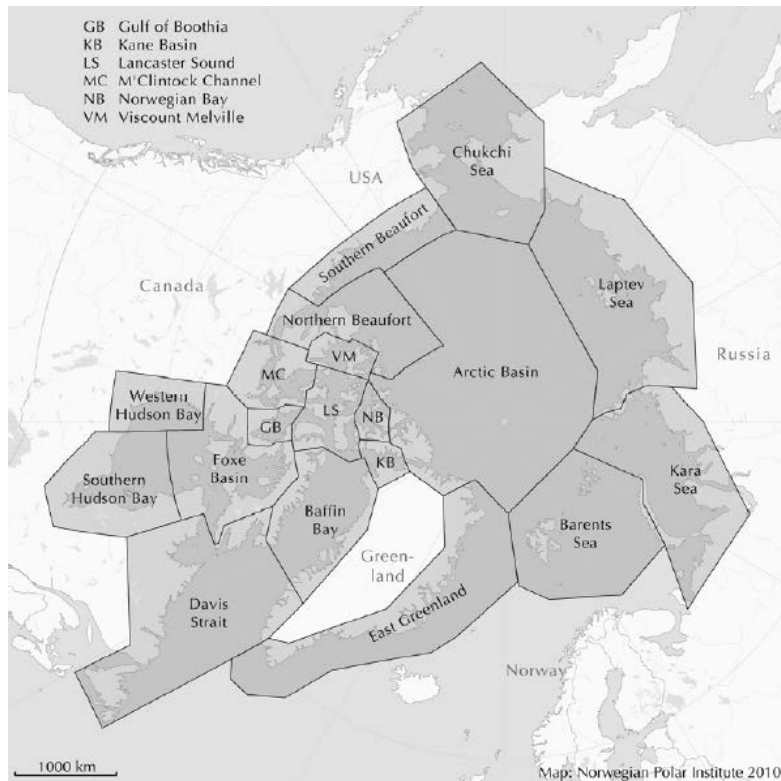 GB Gulf of Boothia
KB Kane Basin
LS Lancaster Sound
MC M'Clintock Channel
NB Norwegian Bay
VM Viscount Melville
Chukchi
Sea
USA
Southern Beaufort
Canada
Laptev
Sea
Northern Beaufort
VM
Russia
MC
Arctic Basin
Western
Hudson Bay
LS
NB
GB
Foxe
Basin
KB
Southern
Hudson Bay
Kara
Sea
Baffin
Bay
Barents
Sea
Green-
land
Davis
Strait
East Greenland
Norway
1000 km
Map: Norwegian Polar Institute 2010